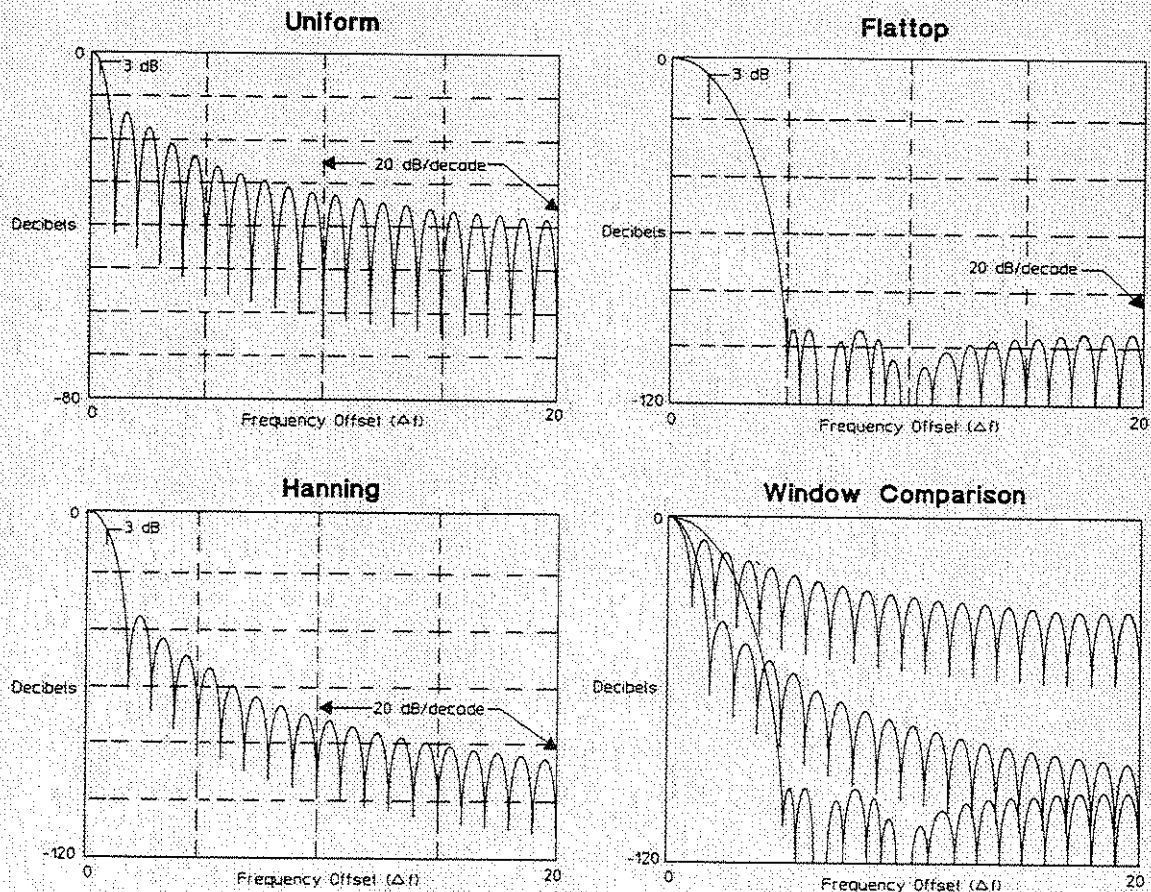 Uniform
0
3 dB
20 dB/decade
Decibels
-80
0
20
Frequency Offset (Δf)
Flattop
0
3 dB
Decibels
20 dB/decade
-120
0
20
Frequency Offset (Δf)
Hanning
0
3 dB
Decibels
20 dB/decade
-120
0
20
Frequency Offset (Δf)
Window Comparison
0
Decibels
-120
0
20
Frequency Offset (Δf)